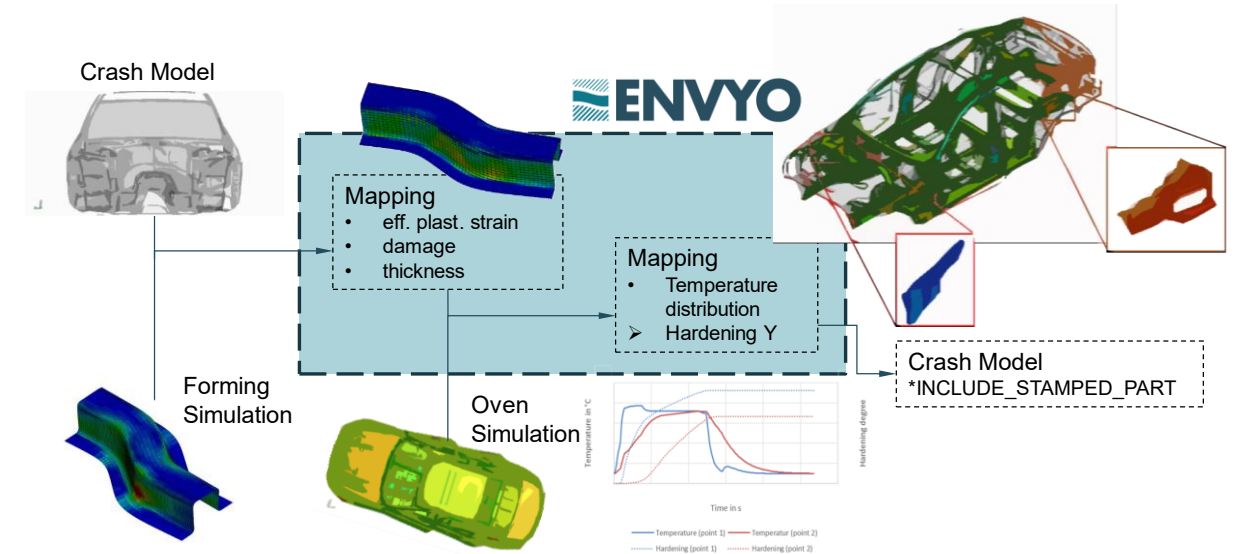 Crash Model
ENVYO
Mapping
• eff. plast. strain
• damage
• thickness
Mapping
• Temperature
distribution
➢ Hardening Y
Forming
Simulation
Oven
Simulation
Crash Model
*INCLUDE_STAMPED_PART
Temperature in °C
Hardening degree
Time in s
Temperature (point 1)
Temperatur (point 2)
Hardening (point 1)
Hardening (point 2)